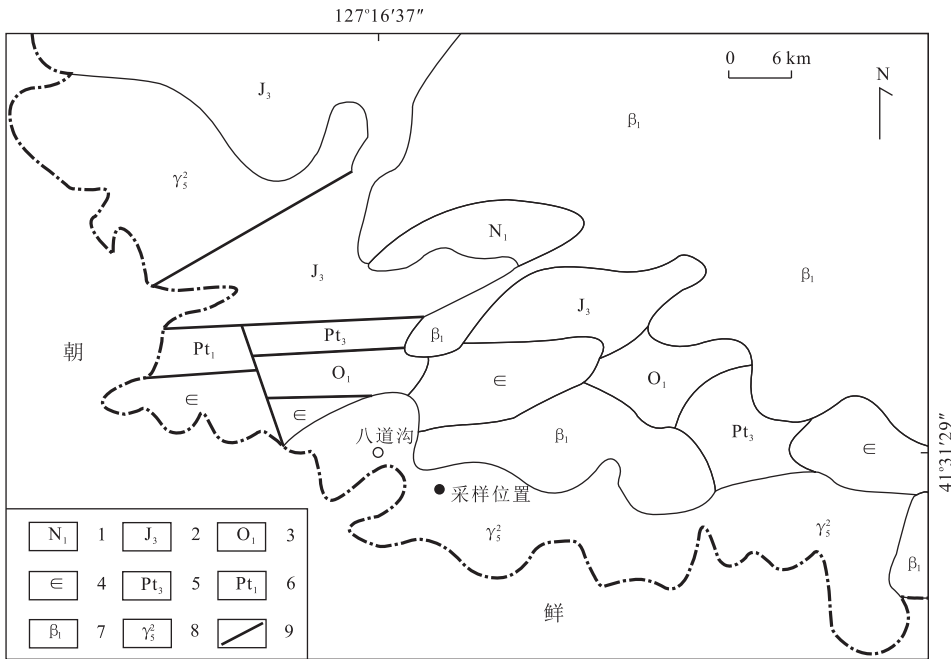 127°16′37″
0 6 km
N
J₃
β₁
γ₅²
N₁
J₃
β₁
J₃
Pt₃
β₁
Pt₁
朝
O₁
∈
O₁
∈
∈
八道沟
β₁
Pt₃
∈
41°31′29″
采样位置
γ₅²
γ₅²
β₁
鲜
N₁ 1 J₃ 2 O₁ 3
∈ 4 Pt₃ 5 Pt₁ 6
β₁ 7 γ₅² 8 9